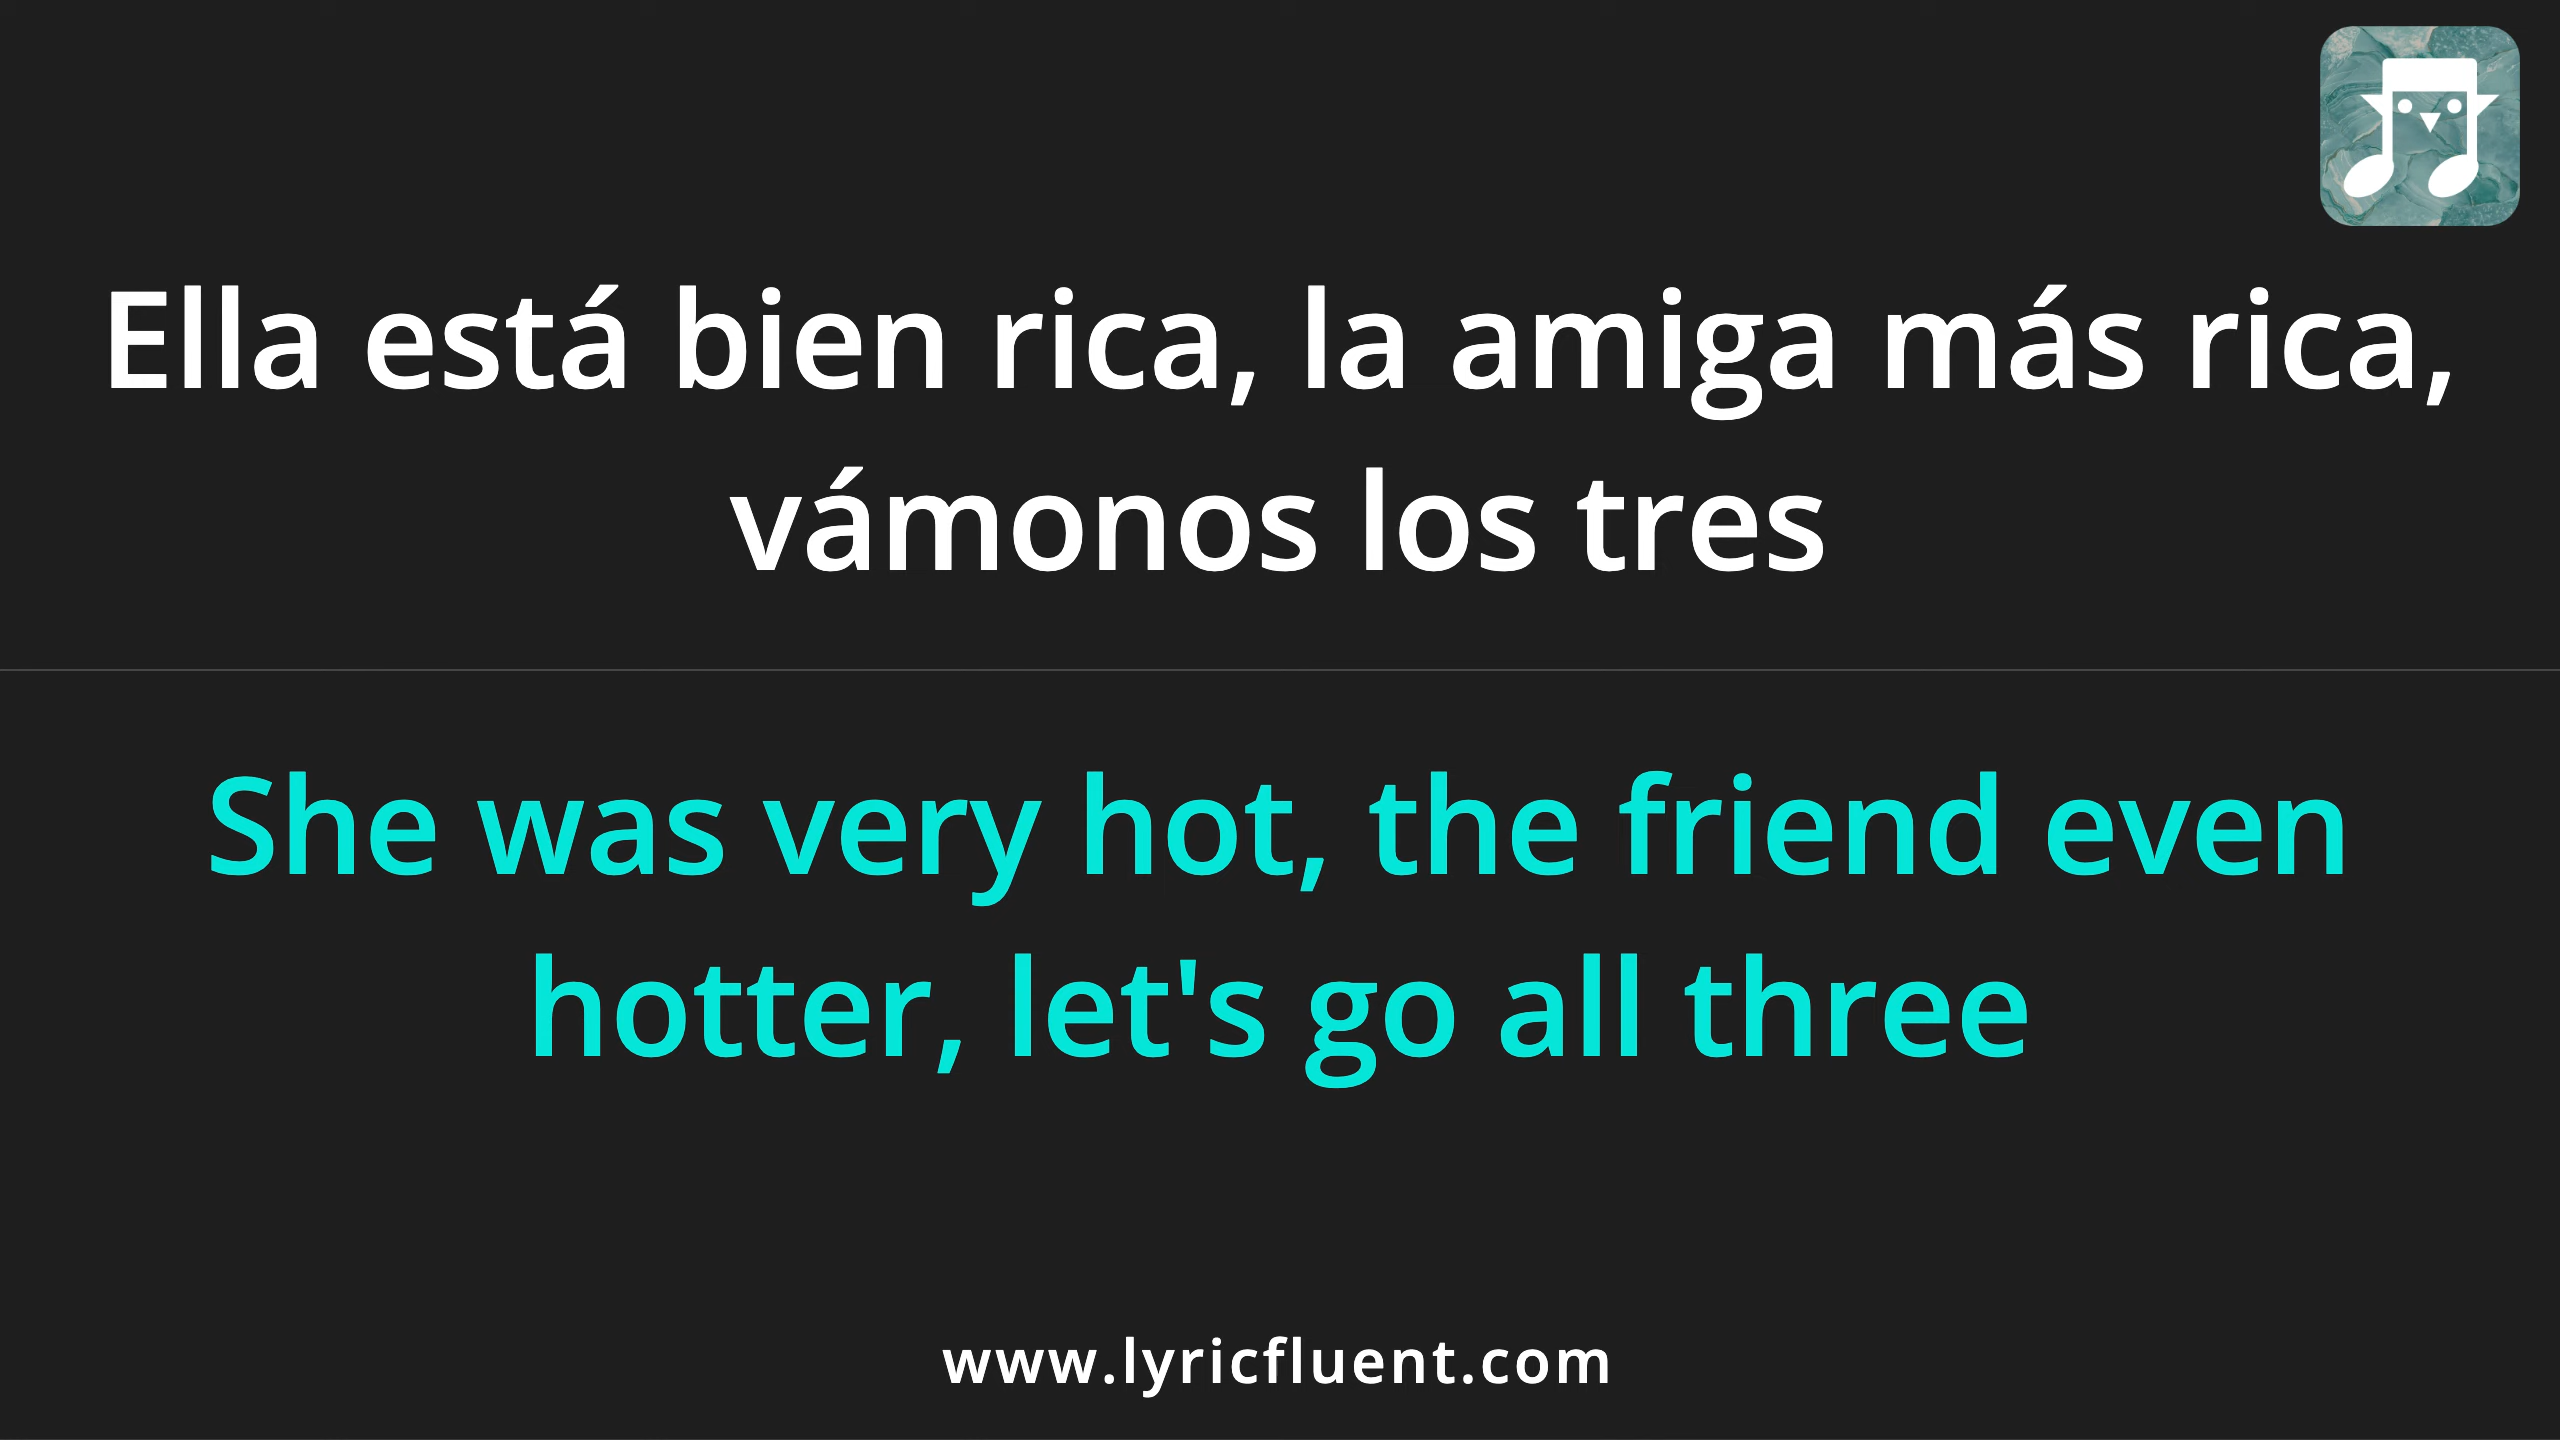 Ella está bien rica, la amiga más rica,
vámonos los tres
She was very hot, the friend even
hotter, let's go all three
www.lyricfluent.com